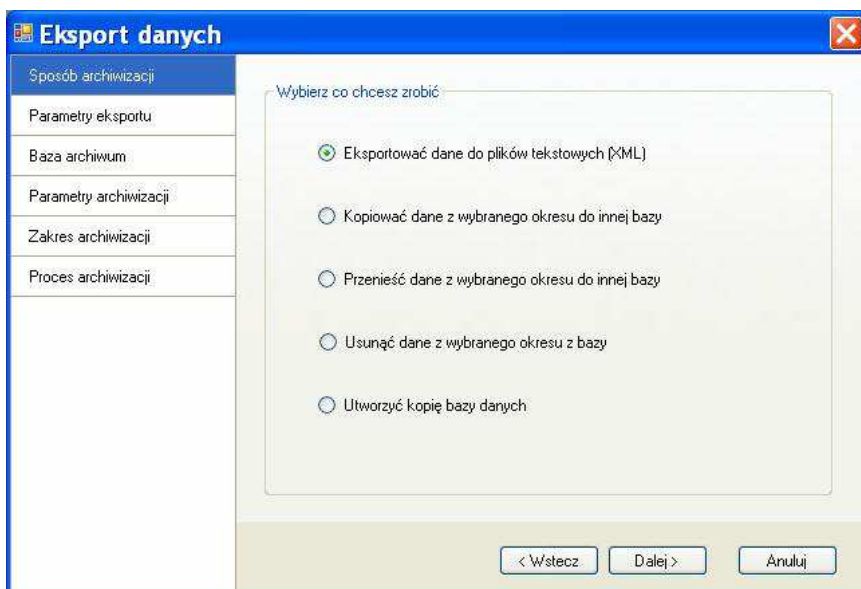 Eksport danych
Sposób archiwizacji
Parametry eksportu
Baza archiwum
Parametry archiwizacji
Zakres archiwizacji
Proces archiwizacji
Wybierz co chcesz zrobić
Eksportować dane do plików tekstowych (XML)
Kopiować dane z wybranego okresu do innej bazy
Przenieść dane z wybranego okresu do innej bazy
Usunąć dane z wybranego okresu z bazy
Utworzyć kopię bazy danych
< Wstecz
Dalej >
Anuluj